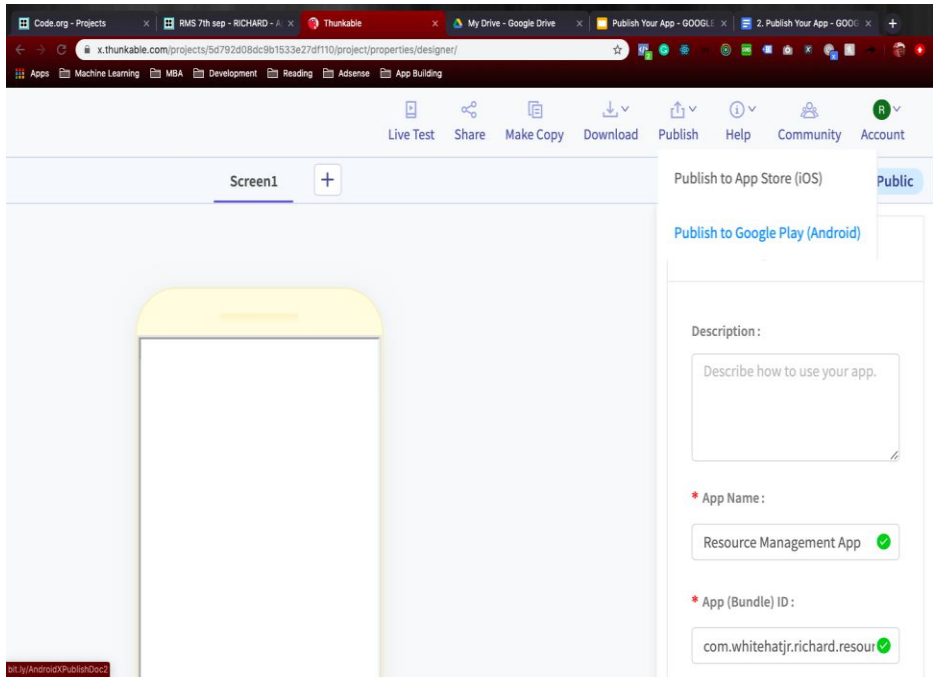 Code.org - Projects
RMS 7th sep - RICHARD - A
Thunkable
My Drive - Google Drive
Publish Your App - GOOGLE
2. Publish Your App - GOOG
x.thunkable.com/projects/5d792d08dc9b1533e27df110/project/properties/designer/
Apps Machine Learning MBA Development Reading Adsense App Building
Live Test Share Make Copy Download Publish Help Community Account
R
Screen1 +
Publish to App Store (iOS)
Public
Publish to Google Play (Android)
Description :
Describe how to use your app.
* App Name :
Resource Management App
* App (Bundle) ID :
com.whitehatjr.richard.resour
bit.ly/AndroidXPublishDoc2